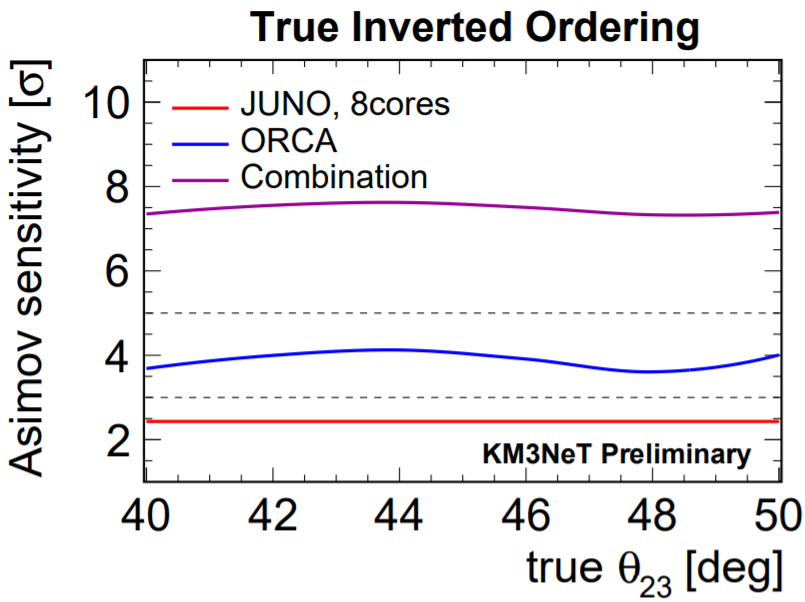 True Inverted Ordering
Asimov sensitivity [σ]
10
8
6
4
2
JUNO, 8cores
ORCA
Combination
KM3NeT Preliminary
40 42 44 46 48 50
true θ23 [deg]